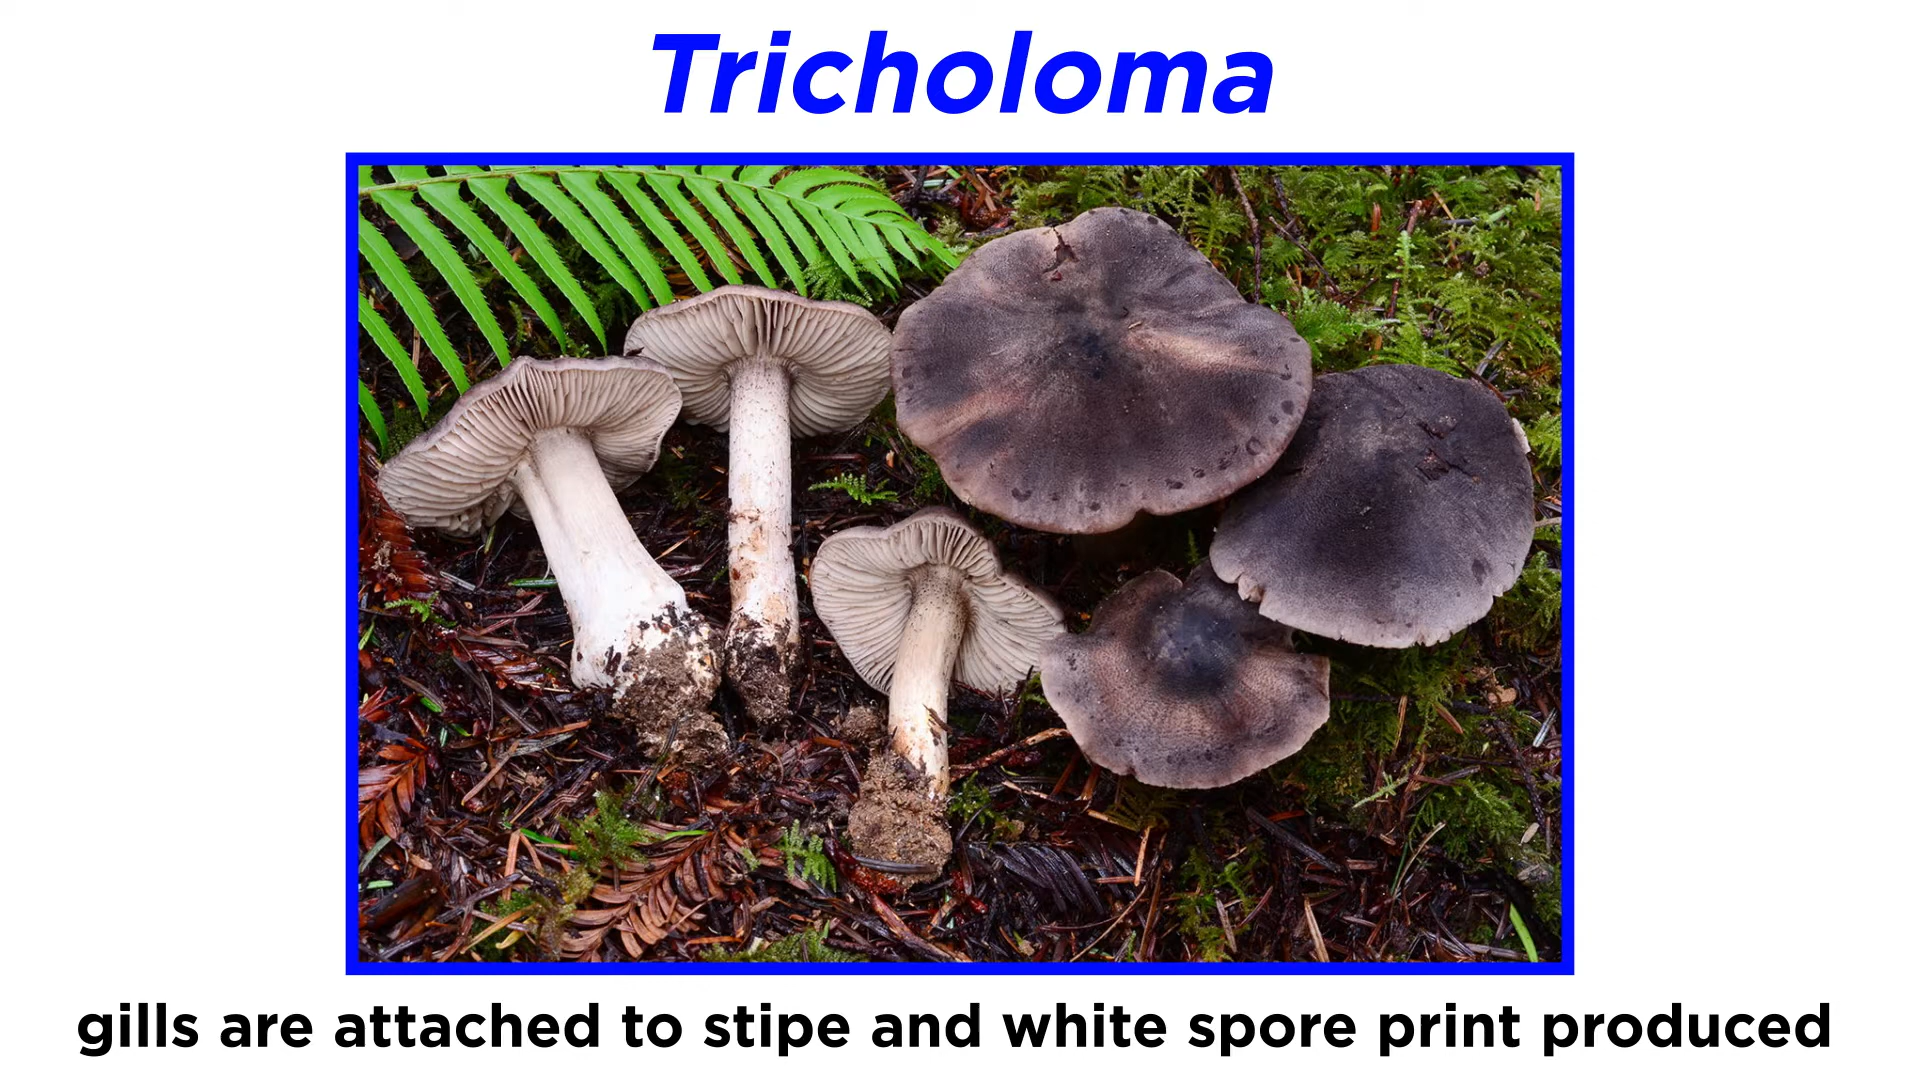 Tricholoma
gills are attached to stipe and white spore print produced